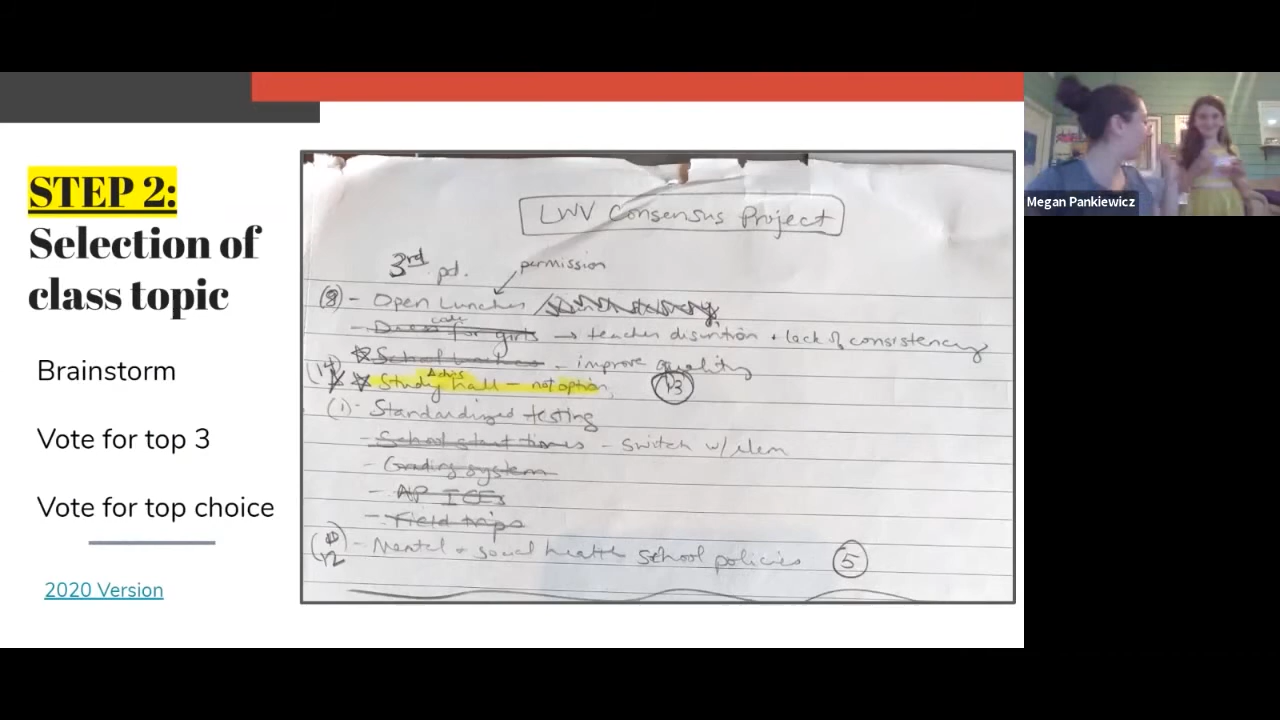 STEP 2:
Selection of
class topic
Brainstorm
Vote for top 3
Vote for top choice
2020 Version
LWV Consensus Project
3rd pd.
permission
(8) - Open Lunches
- Dress code for girls → teacher discretion + lack of consistency
School lunches - improve quality
(14) Study hall - not option 13
(1) - Standardized testing
- School start times - switch w/ elem
- Grading system
- AP ICEs
- Field trips
12 - Mental & social health school policies 5
Megan Pankiewicz